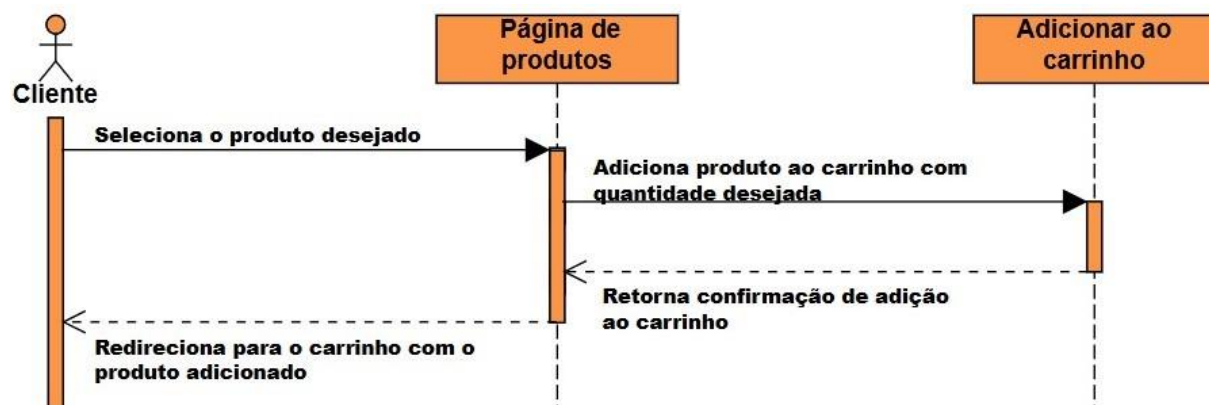 Página de
produtos
Adicionar ao
carrinho
Cliente
Seleciona o produto desejado
Adiciona produto ao carrinho com
quantidade desejada
Retorna confirmação de adição
ao carrinho
Redireciona para o carrinho com o
produto adicionado